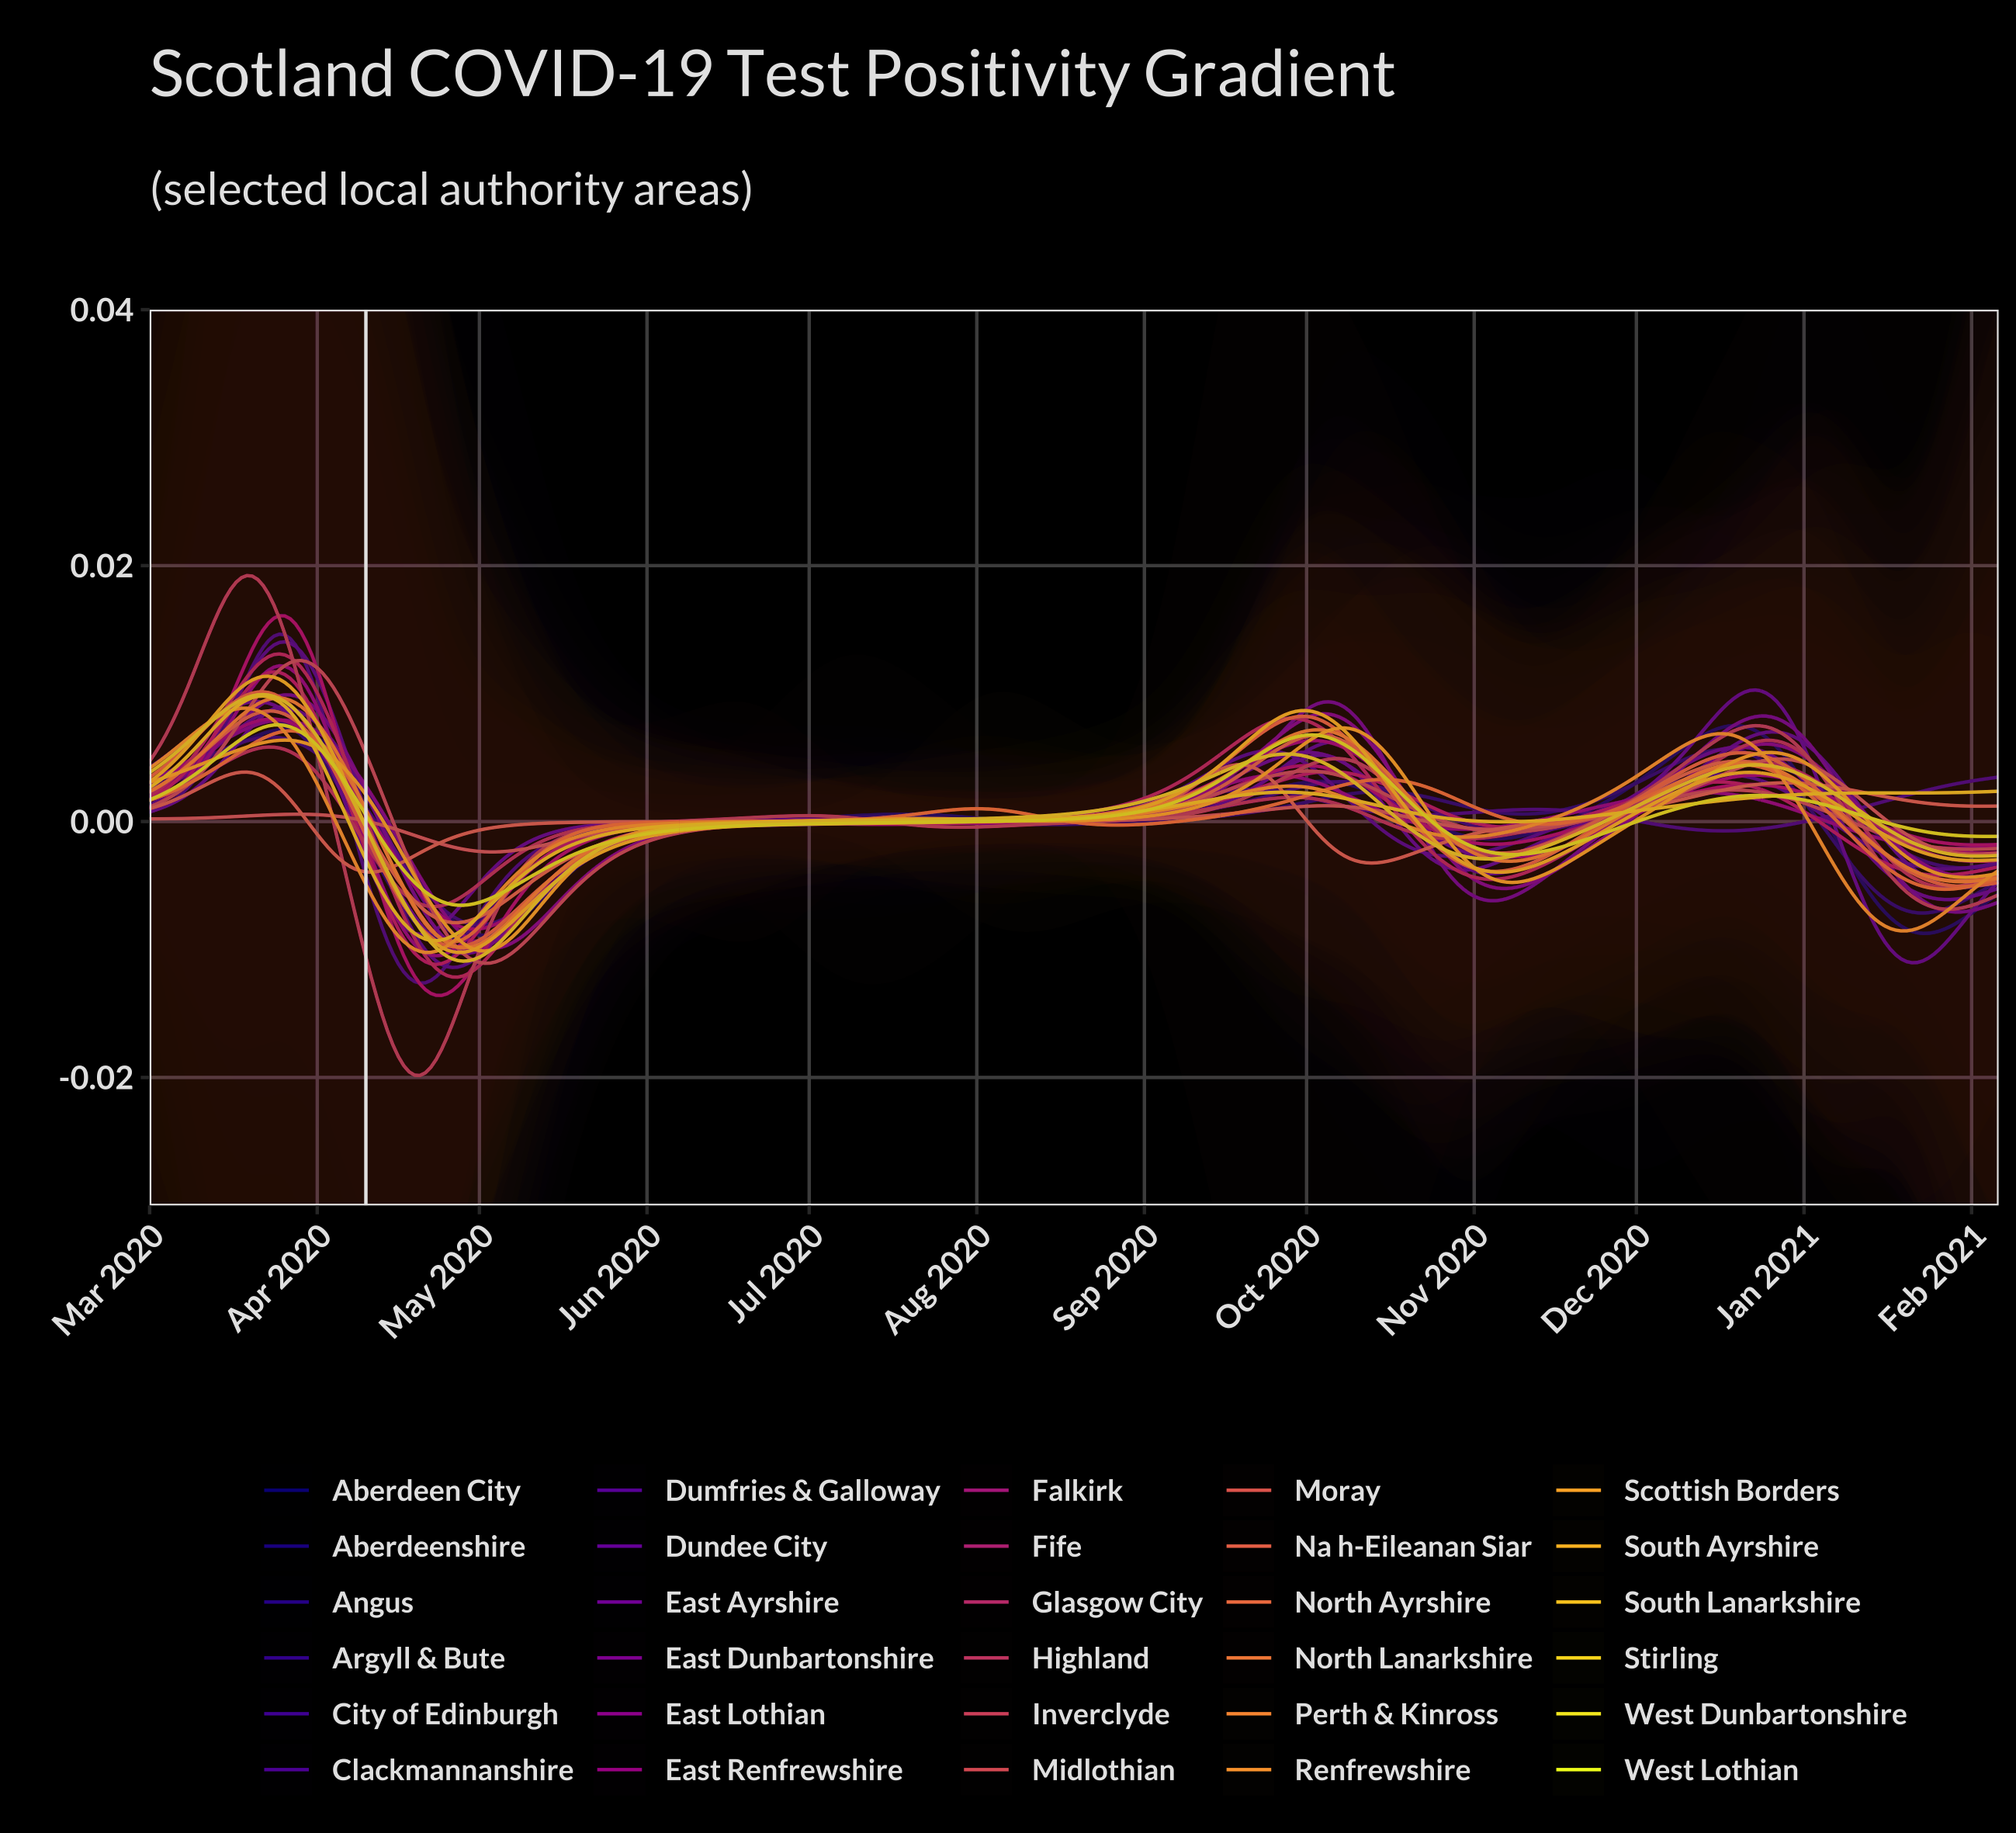 Scotland COVID-19 Test Positivity Gradient
(selected local authority areas)
0.04
0.02
0.00
-0.02
Mar 2020
Apr 2020
May 2020
Jun 2020
Jul 2020
Aug 2020
Sep 2020
Oct 2020
Nov 2020
Dec 2020
Jan 2021
Feb 2021
Aberdeen City
Aberdeenshire
Angus
Argyll & Bute
City of Edinburgh
Clackmannanshire
Dumfries & Galloway
Dundee City
East Ayrshire
East Dunbartonshire
East Lothian
East Renfrewshire
Falkirk
Fife
Glasgow City
Highland
Inverclyde
Midlothian
Moray
Na h-Eileanan Siar
North Ayrshire
North Lanarkshire
Perth & Kinross
Renfrewshire
Scottish Borders
South Ayrshire
South Lanarkshire
Stirling
West Dunbartonshire
West Lothian